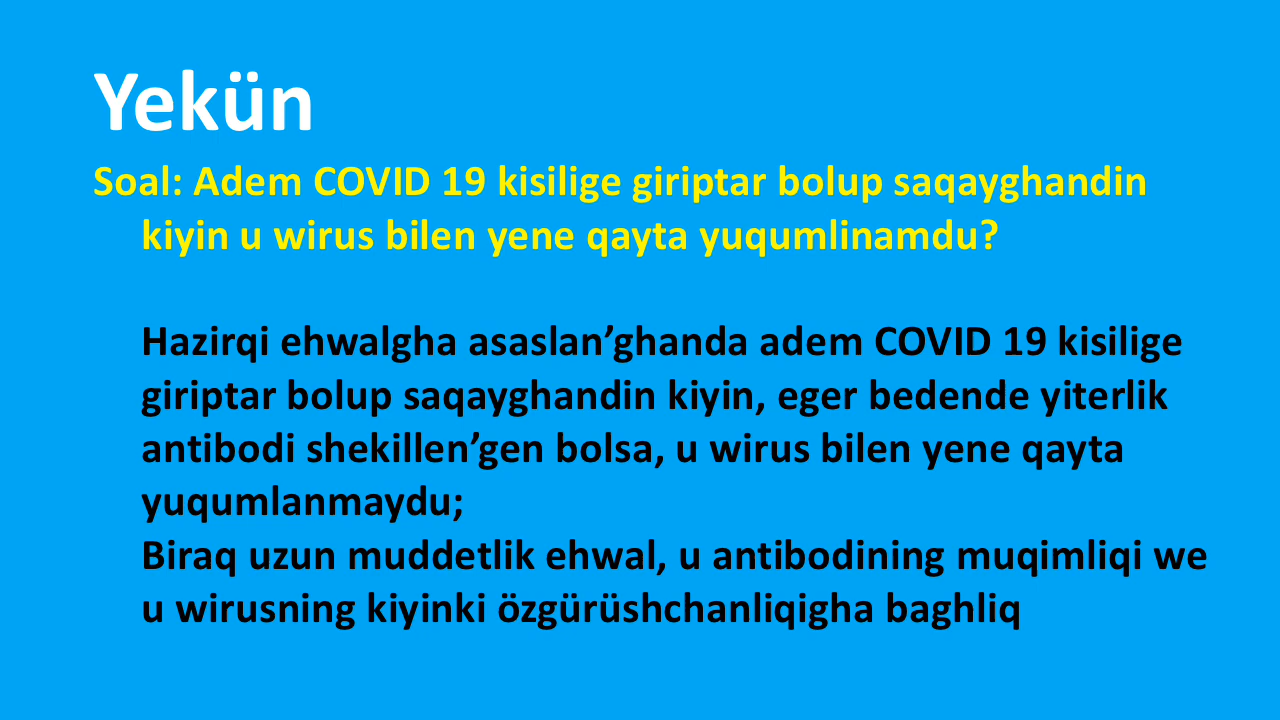 Yekün
Soal: Adem COVID 19 kisilige giriptar bolup saqayghandin
kiyin u wirus bilen yene qayta yuqumlinamdu?
Hazirqi ehwalgha asaslan’ghanda adem COVID 19 kisilige
giriptar bolup saqayghandin kiyin, eger bedende yiterlik
antibodi shekillen’gen bolsa, u wirus bilen yene qayta
yuqumlanmaydu;
Biraq uzun muddetlik ehwal, u antibodining muqimliqi we
u wirusning kiyinki özgürüshchanliqigha baghliq